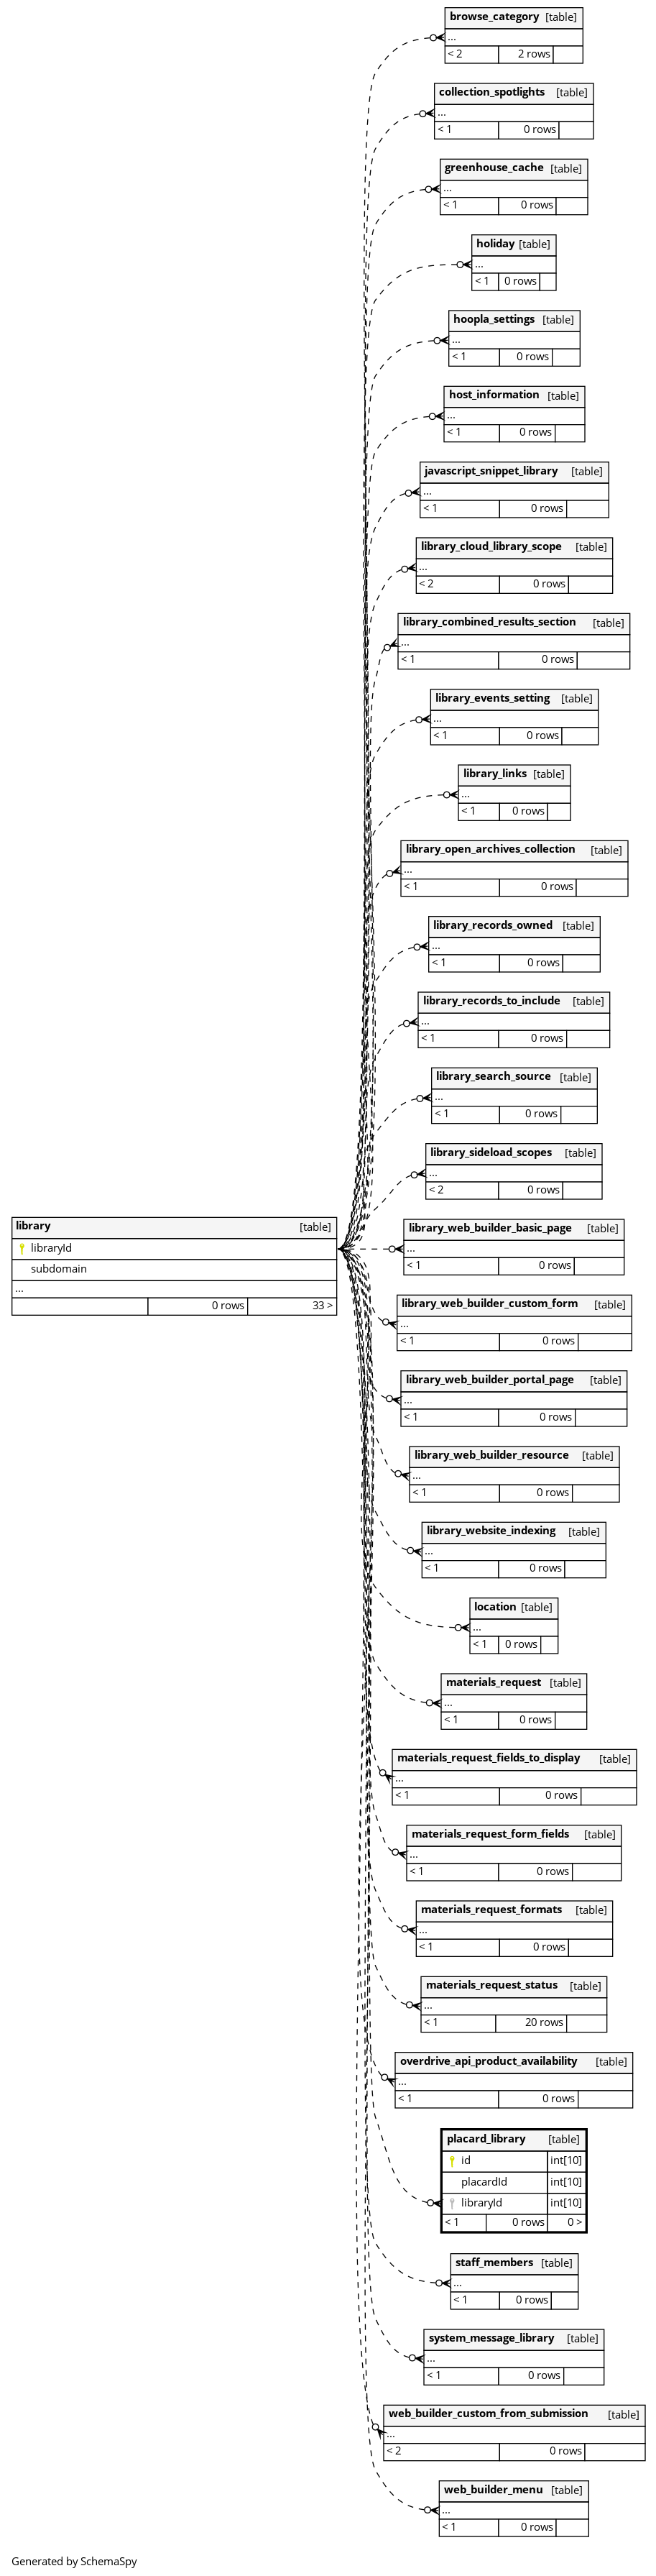 browse_category [table]
...
< 2 2 rows
collection_spotlights [table]
...
< 1 0 rows
greenhouse_cache [table]
...
< 1 0 rows
holiday [table]
...
< 1 0 rows
hoopla_settings [table]
...
< 1 0 rows
host_information [table]
...
< 1 0 rows
javascript_snippet_library [table]
...
< 1 0 rows
library_cloud_library_scope [table]
...
< 2 0 rows
library_combined_results_section [table]
...
< 1 0 rows
library_events_setting [table]
...
< 1 0 rows
library_links [table]
...
< 1 0 rows
library_open_archives_collection [table]
...
< 1 0 rows
library_records_owned [table]
...
< 1 0 rows
library_records_to_include [table]
...
< 1 0 rows
library_search_source [table]
...
< 1 0 rows
library_sideload_scopes [table]
...
< 2 0 rows
library [table]
libraryId
subdomain
...
0 rows 33 >
library_web_builder_basic_page [table]
...
< 1 0 rows
library_web_builder_custom_form [table]
...
< 1 0 rows
library_web_builder_portal_page [table]
...
< 1 0 rows
library_web_builder_resource [table]
...
< 1 0 rows
library_website_indexing [table]
...
< 1 0 rows
location [table]
...
< 1 0 rows
materials_request [table]
...
< 1 0 rows
materials_request_fields_to_display [table]
...
< 1 0 rows
materials_request_form_fields [table]
...
< 1 0 rows
materials_request_formats [table]
...
< 1 0 rows
materials_request_status [table]
...
< 1 20 rows
overdrive_api_product_availability [table]
...
< 1 0 rows
placard_library [table]
id int[10]
placardId int[10]
libraryId int[10]
< 1 0 rows 0 >
staff_members [table]
...
< 1 0 rows
system_message_library [table]
...
< 1 0 rows
web_builder_custom_from_submission [table]
...
< 2 0 rows
web_builder_menu [table]
...
< 1 0 rows
Generated by SchemaSpy